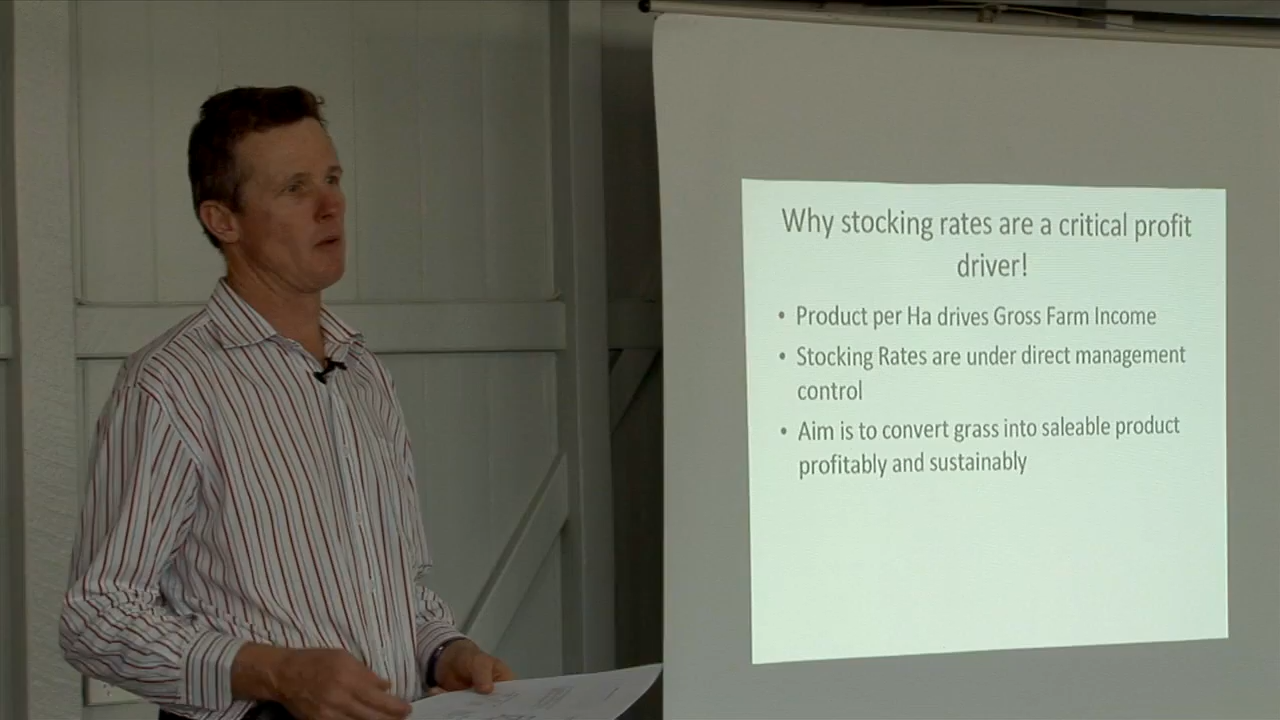 Why stocking rates are a critical profit
driver!
• Product per Ha drives Gross Farm Income
• Stocking Rates are under direct management
control
• Aim is to convert grass into saleable product
profitably and sustainably